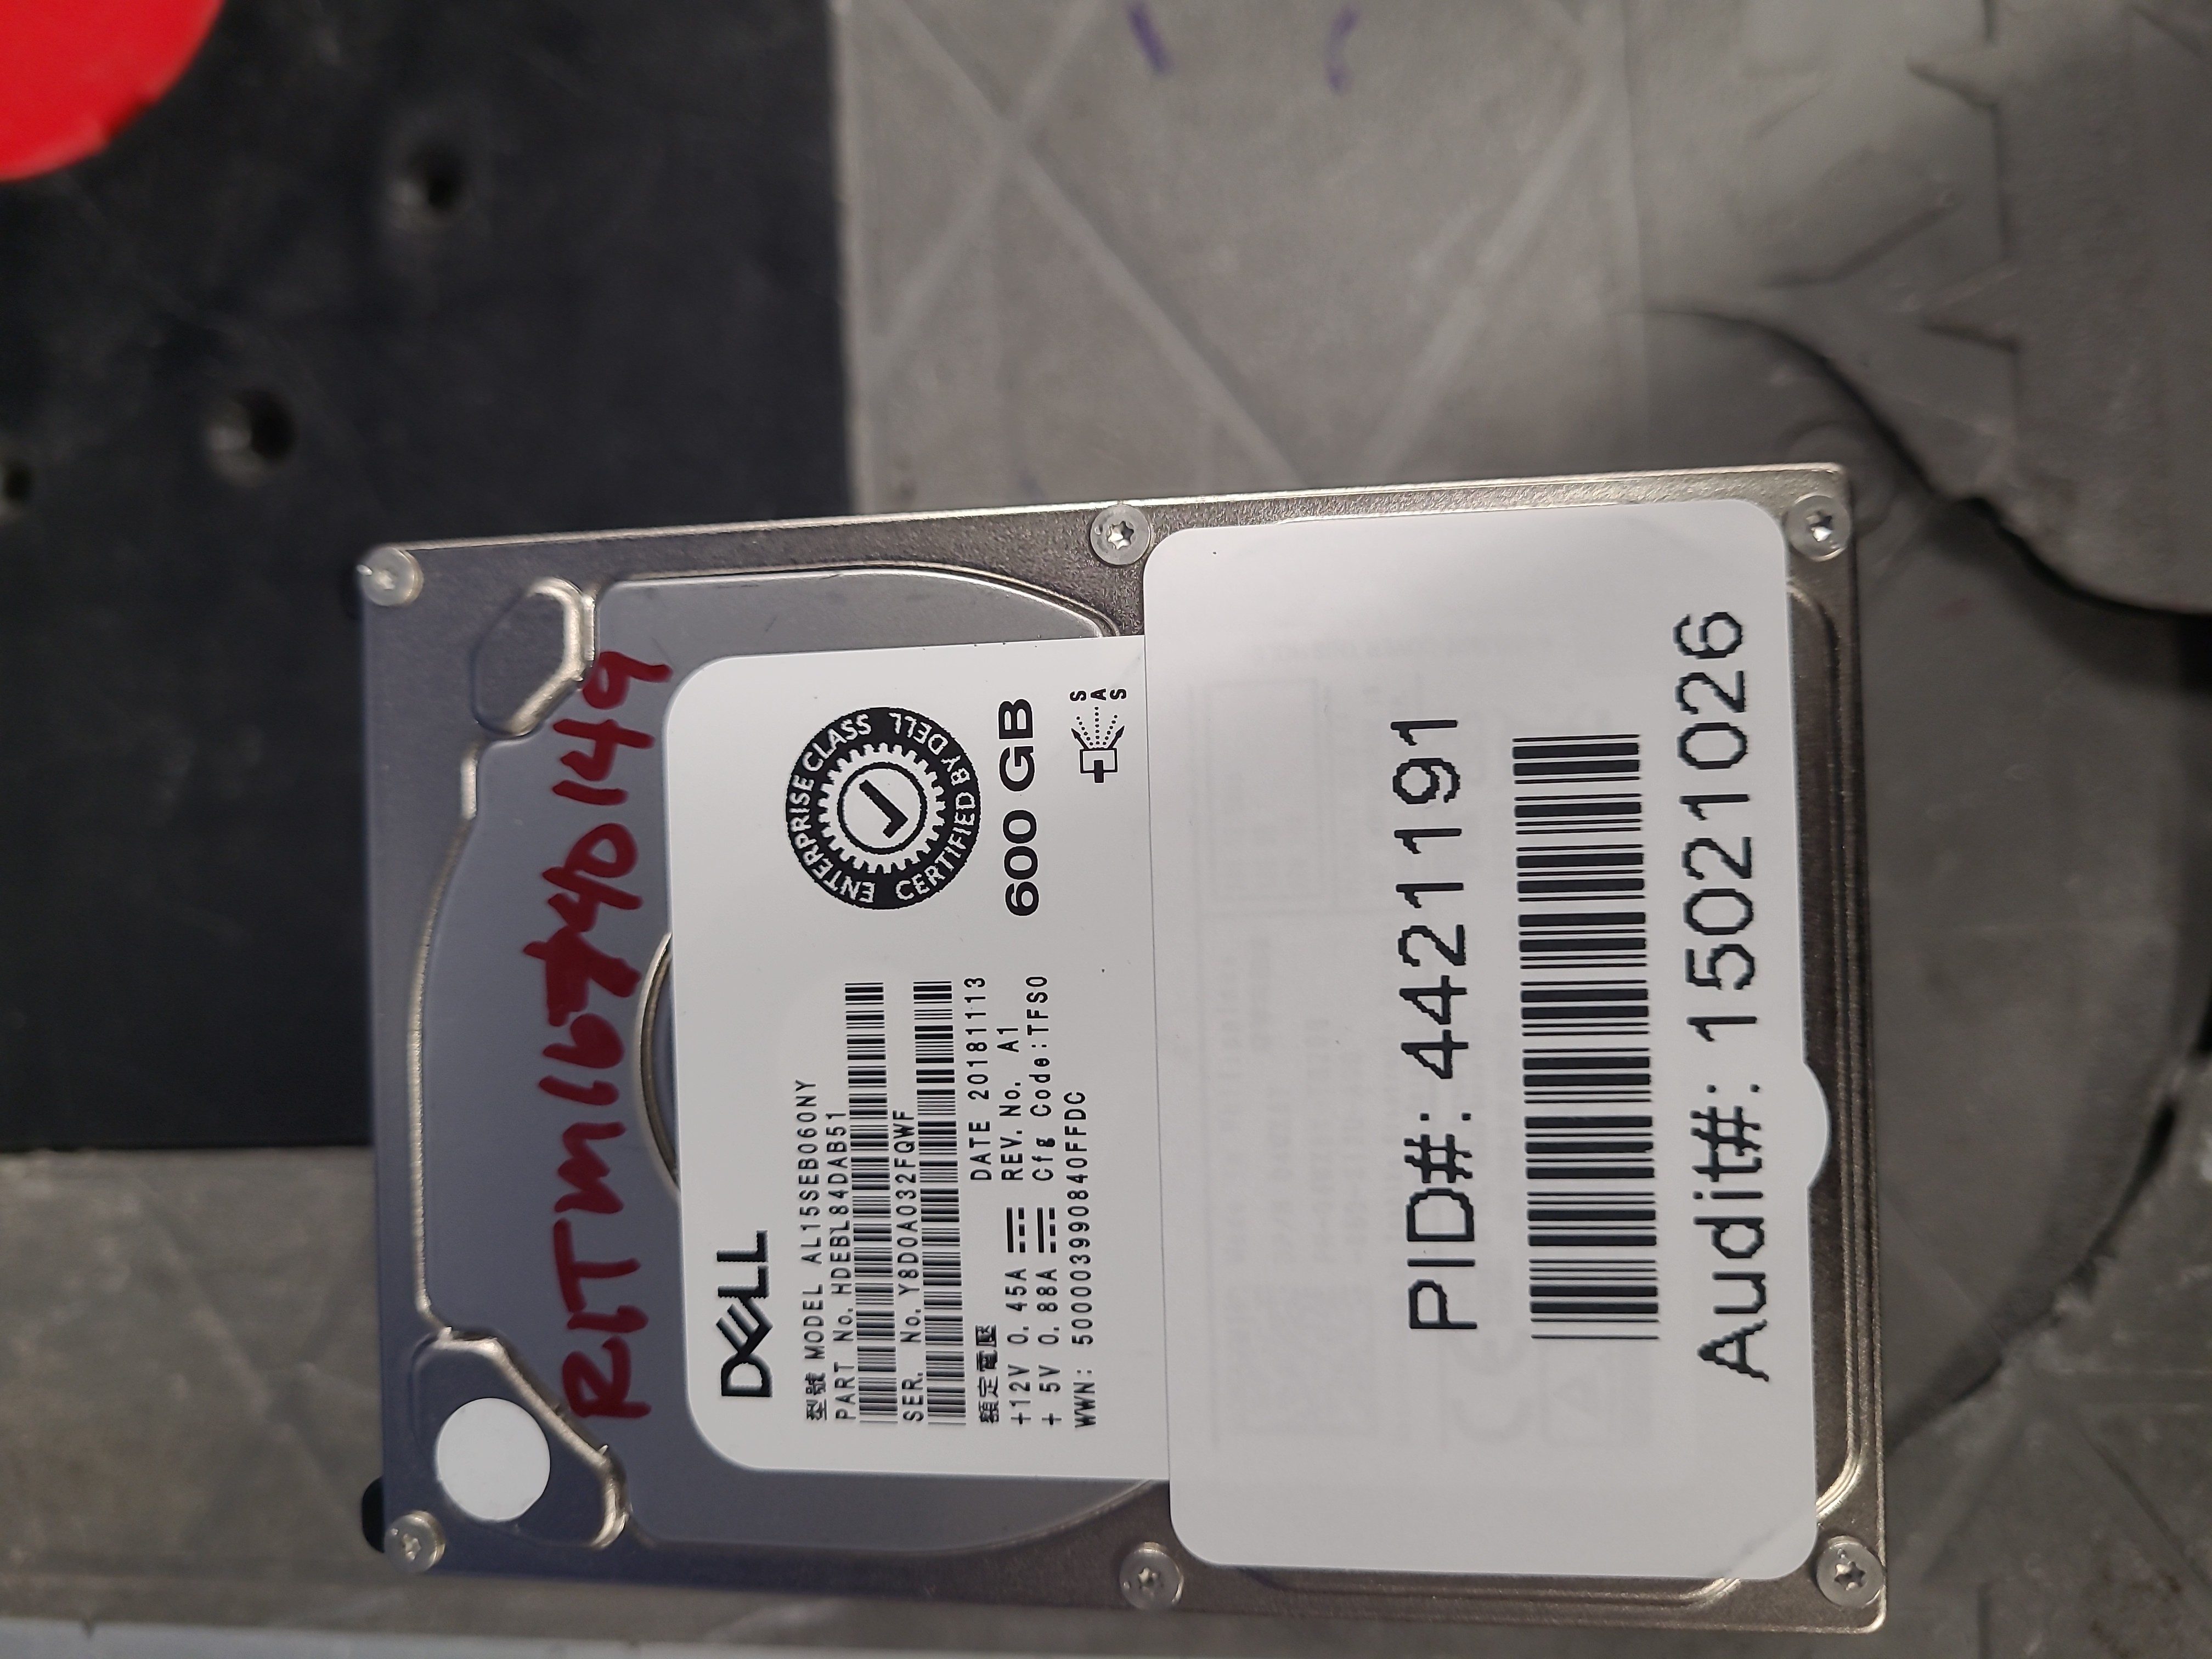 RITM16740149
DELL
型號 MODEL AL15SEB060NY
PART No. HDEBL84DAB51
SER. No. Y8D0A032FQWF
額定電壓 DATE 20181113
+12V 0.45A REV. No. A1
+ 5V 0.88A Cfg Code:TFS0
WWN: 500003990840FFDC
ENTERPRISE CLASS
CERTIFIED BY DELL
600 GB
SAS
PID#: 4421191
Audit#: 15021026